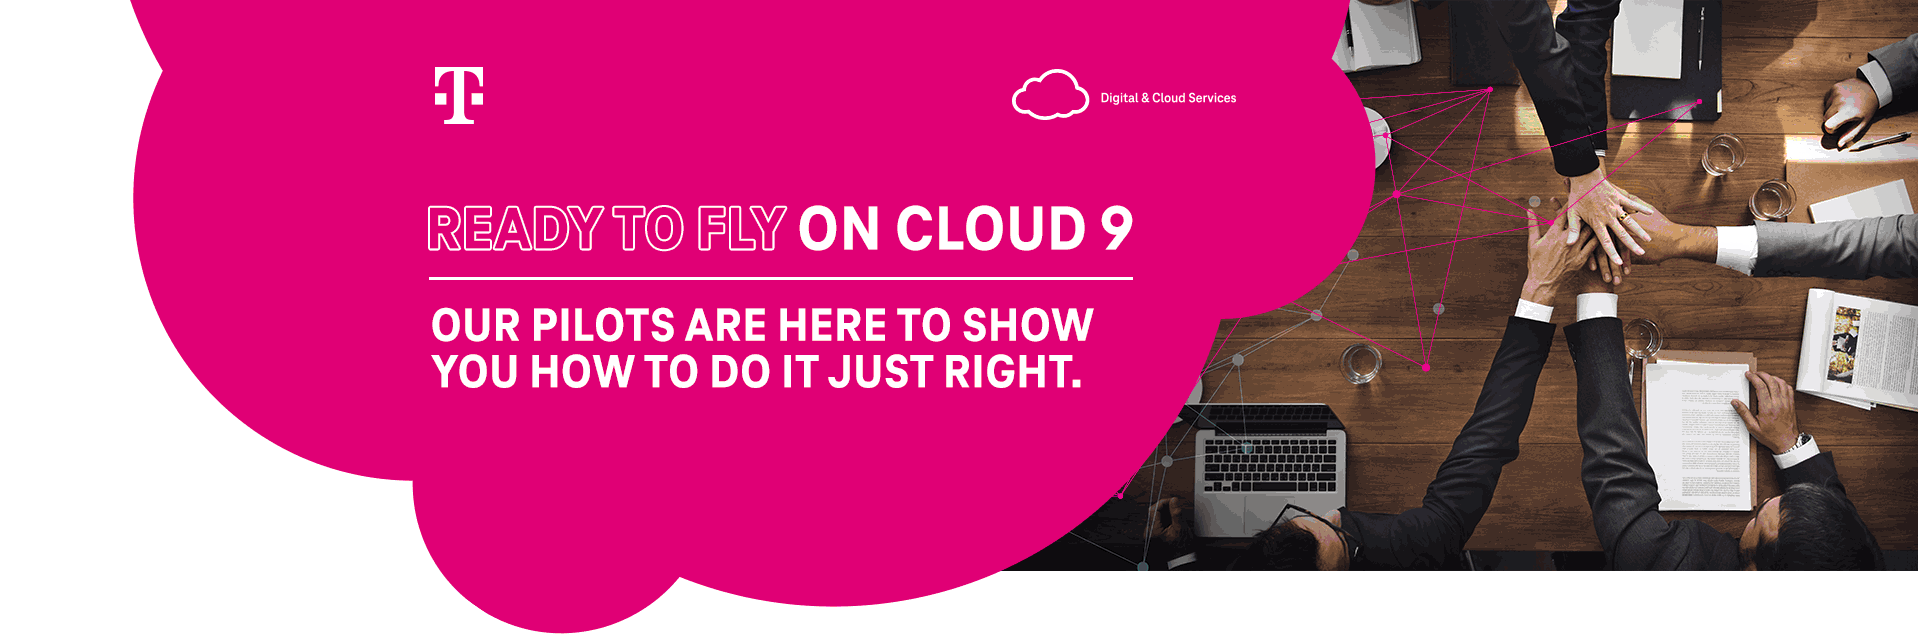 T
Digital & Cloud Services
READY TO FLY ON CLOUD 9
OUR PILOTS ARE HERE TO SHOW
YOU HOW TO DO IT JUST RIGHT.